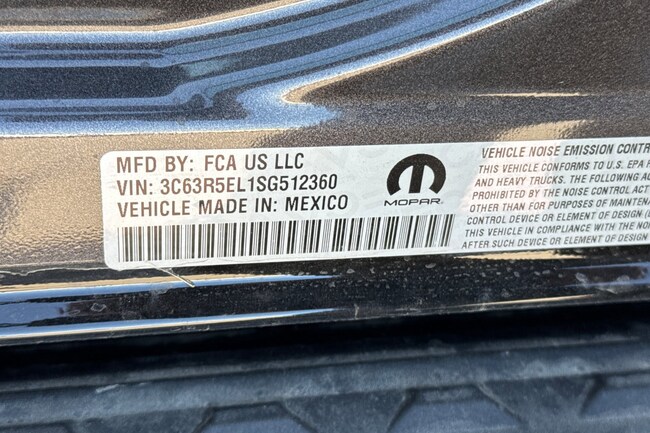 MFD BY: FCA US LLC
VIN: 3C63R5EL1SG512360
VEHICLE MADE IN: MEXICO
MOPAR
VEHICLE NOISE EMISSION CONTR
THIS VEHICLE CONFORMS TO U.S. EPA
AND HEAVY TRUCKS. THE FOLLOWING
PROHIBITED BY THE NOISE CONTROL ACT
OTHER THAN FOR PURPOSES OF MAINTENA
CONTROL DEVICE OR ELEMENT OF DESIGN
THIS VEHICLE IN COMPLIANCE WITH THE
AFTER SUCH DEVICE OR ELEMENT OF DESIGN